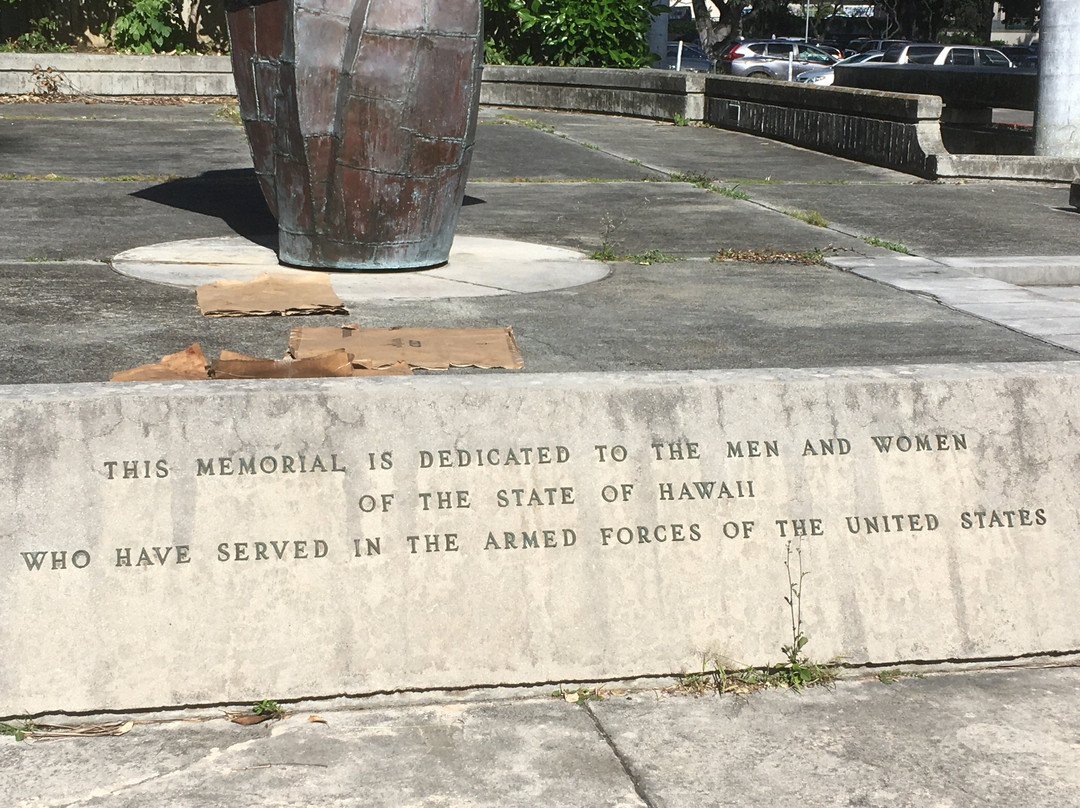 THIS MEMORIAL IS DEDICATED TO THE MEN AND WOMEN
OF THE STATE OF HAWAII
WHO HAVE SERVED IN THE ARMED FORCES OF THE UNITED STATES